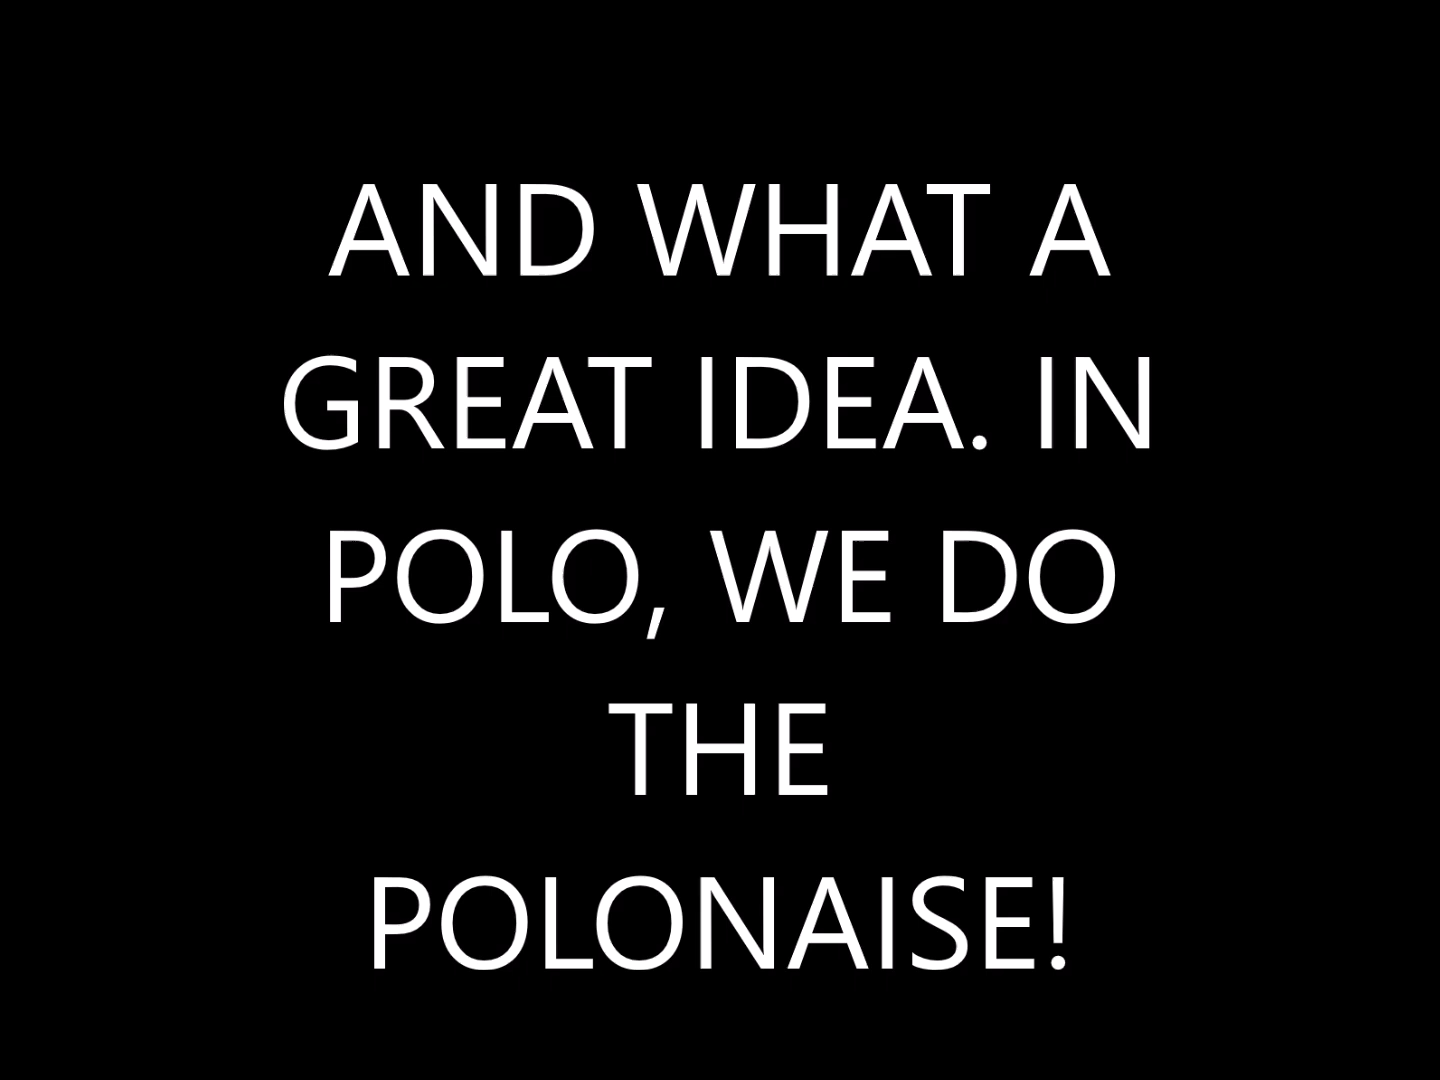 AND WHAT A
GREAT IDEA. IN
POLO, WE DO
THE
POLONAISE!